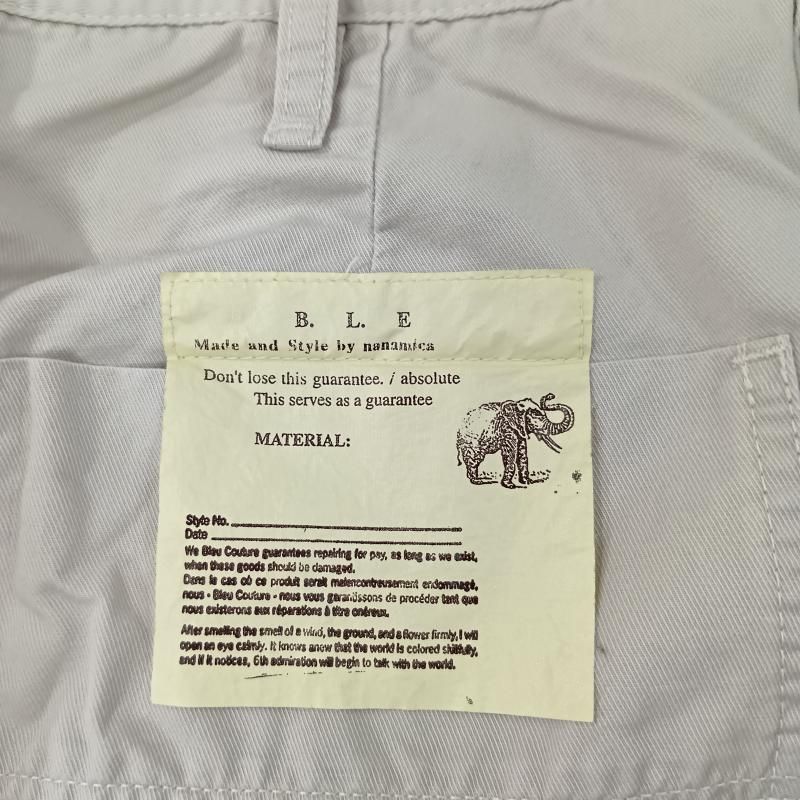 B. L. E
Made and Style by nanamica
Don't lose this guarantee. / absolute
This serves as a guarantee
MATERIAL:
Style No.
Date
We Bleu Couture guarantees repairing for pay, as long as we exist,
when these goods should be damaged.
Dans le cas où ce produit serait malencontreusement endommagé,
nous - Bleu Couture - nous vous garantissons de procéder tant que
nous existerons aux réparations à titre onéreux.
After smelling the smell of a wind, the ground, and a flower firmly, I will
open an eye calmly. It knows anew that the world is colored skillfully,
and if it notices, 6th admiration will begin to talk with the world.